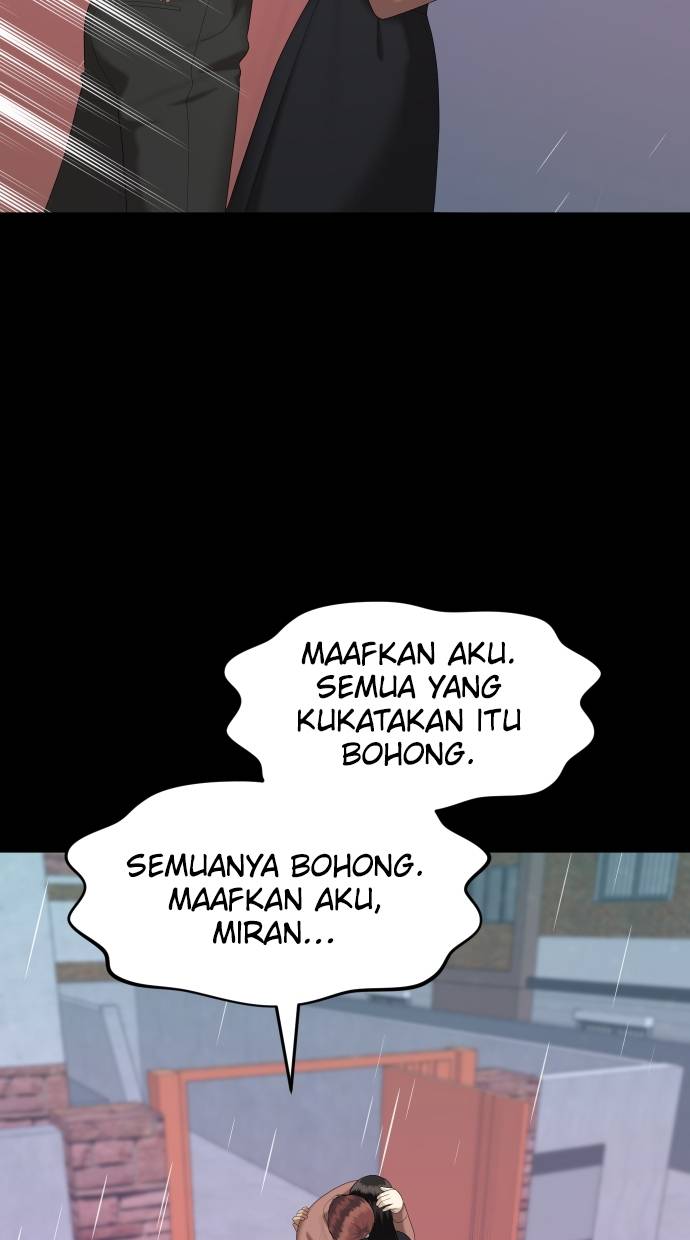 MAAFKAN AKU.
SEMUA YANG
KUKATAKAN ITU
BOHONG.
SEMUANYA BOHONG.
MAAFKAN AKU,
MIRAN...